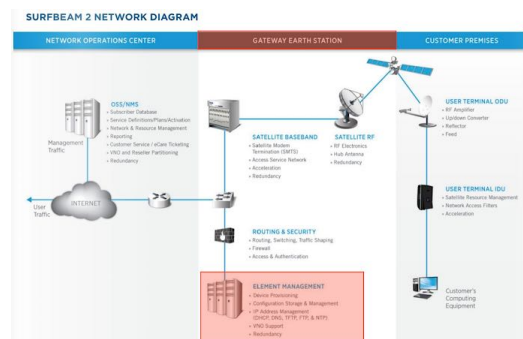 SURFBEAM 2 NETWORK DIAGRAM
NETWORK OPERATIONS CENTER
GATEWAY EARTH STATION
CUSTOMER PREMISES
OSS/NMS
• Subscriber Database
• Service Definitions/Plans/Activation
• Network & Resource Management
• Reporting
• Customer Service / eCare Ticketing
• VNO and Reseller Partitioning
• Redundancy
Management
Traffic
User
Traffic
INTERNET
SATELLITE BASEBAND
• Satellite Modem
Termination (SMTS)
• Access Service Network
• Acceleration
• Redundancy
SATELLITE RF
• RF Electronics
• Hub Antenna
• Redundancy
ROUTING & SECURITY
• Routing, Switching, Traffic Shaping
• Firewall
• Access & Authentication
ELEMENT MANAGEMENT
• Device Provisioning
• Configuration Storage & Management
• IP Address Management
(DHCP, DNS, TFTP, FTP, & NTP)
• VNO Support
• Redundancy
USER TERMINAL ODU
• RF Amplifier
• Up/down Converter
• Reflector
• Feed
USER TERMINAL IDU
• Satellite Resource Management
• Network Access Filters
• Acceleration
Customer's
Computing
Equipment